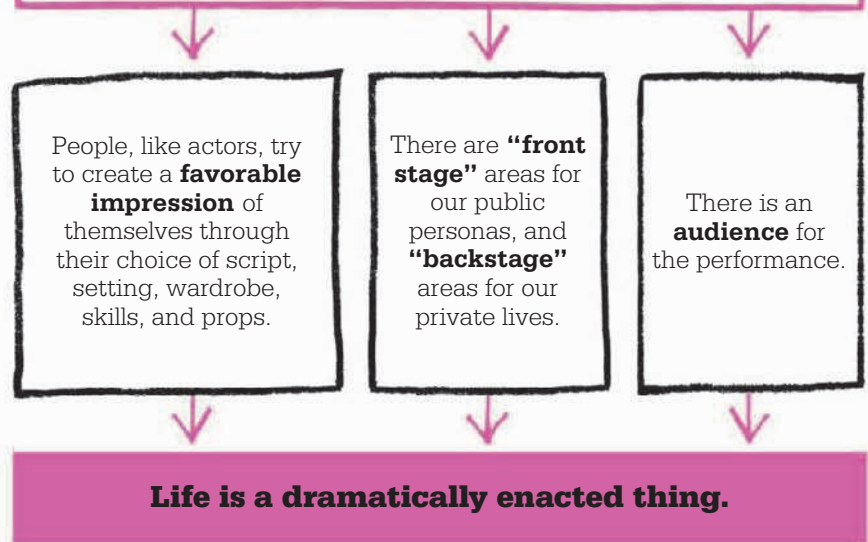 People, like actors, try
to create a favorable
impression of
themselves through
their choice of script,
setting, wardrobe,
skills, and props.
There are “front
stage” areas for
our public
personas, and
“backstage”
areas for our
private lives.
There is an
audience for
the performance.
Life is a dramatically enacted thing.